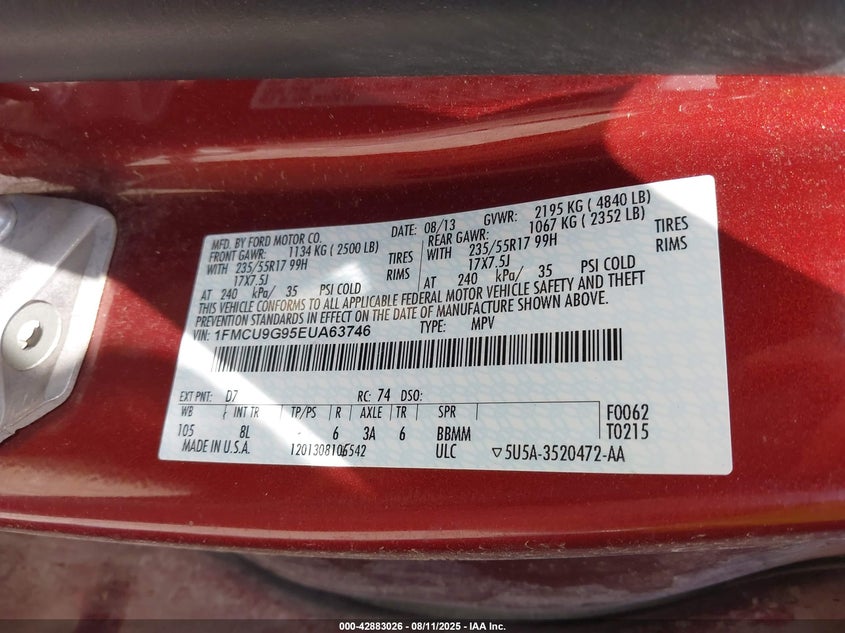 MFD. BY FORD MOTOR CO. DATE: 08/13 GVWR: 2195 KG ( 4840 LB)
FRONT GAWR: 1134 KG ( 2500 LB) REAR GAWR: 1067 KG ( 2352 LB)
WITH 235/55R17 99H TIRES WITH 235/55R17 99H TIRES
17X7.5J RIMS 17X7.5J RIMS
AT 240 kPa/ 35 PSI COLD AT 240 kPa/ 35 PSI COLD
THIS VEHICLE CONFORMS TO ALL APPLICABLE FEDERAL MOTOR VEHICLE SAFETY AND THEFT
PREVENTION STANDARDS IN EFFECT ON THE DATE OF MANUFACTURE SHOWN ABOVE.
VIN: 1FMCU9G95EUA63746 TYPE: MPV
EXT PNT: D7 RC: 74 DSO:
WB INT TR TP/PS R AXLE TR SPR F0062
105 8L - 6 3A 6 BBMM T0215
MADE IN U.S.A. ULC ▽5U5A-3520472-AA
000-42883026 - 08/11/2025 - IAA Inc.